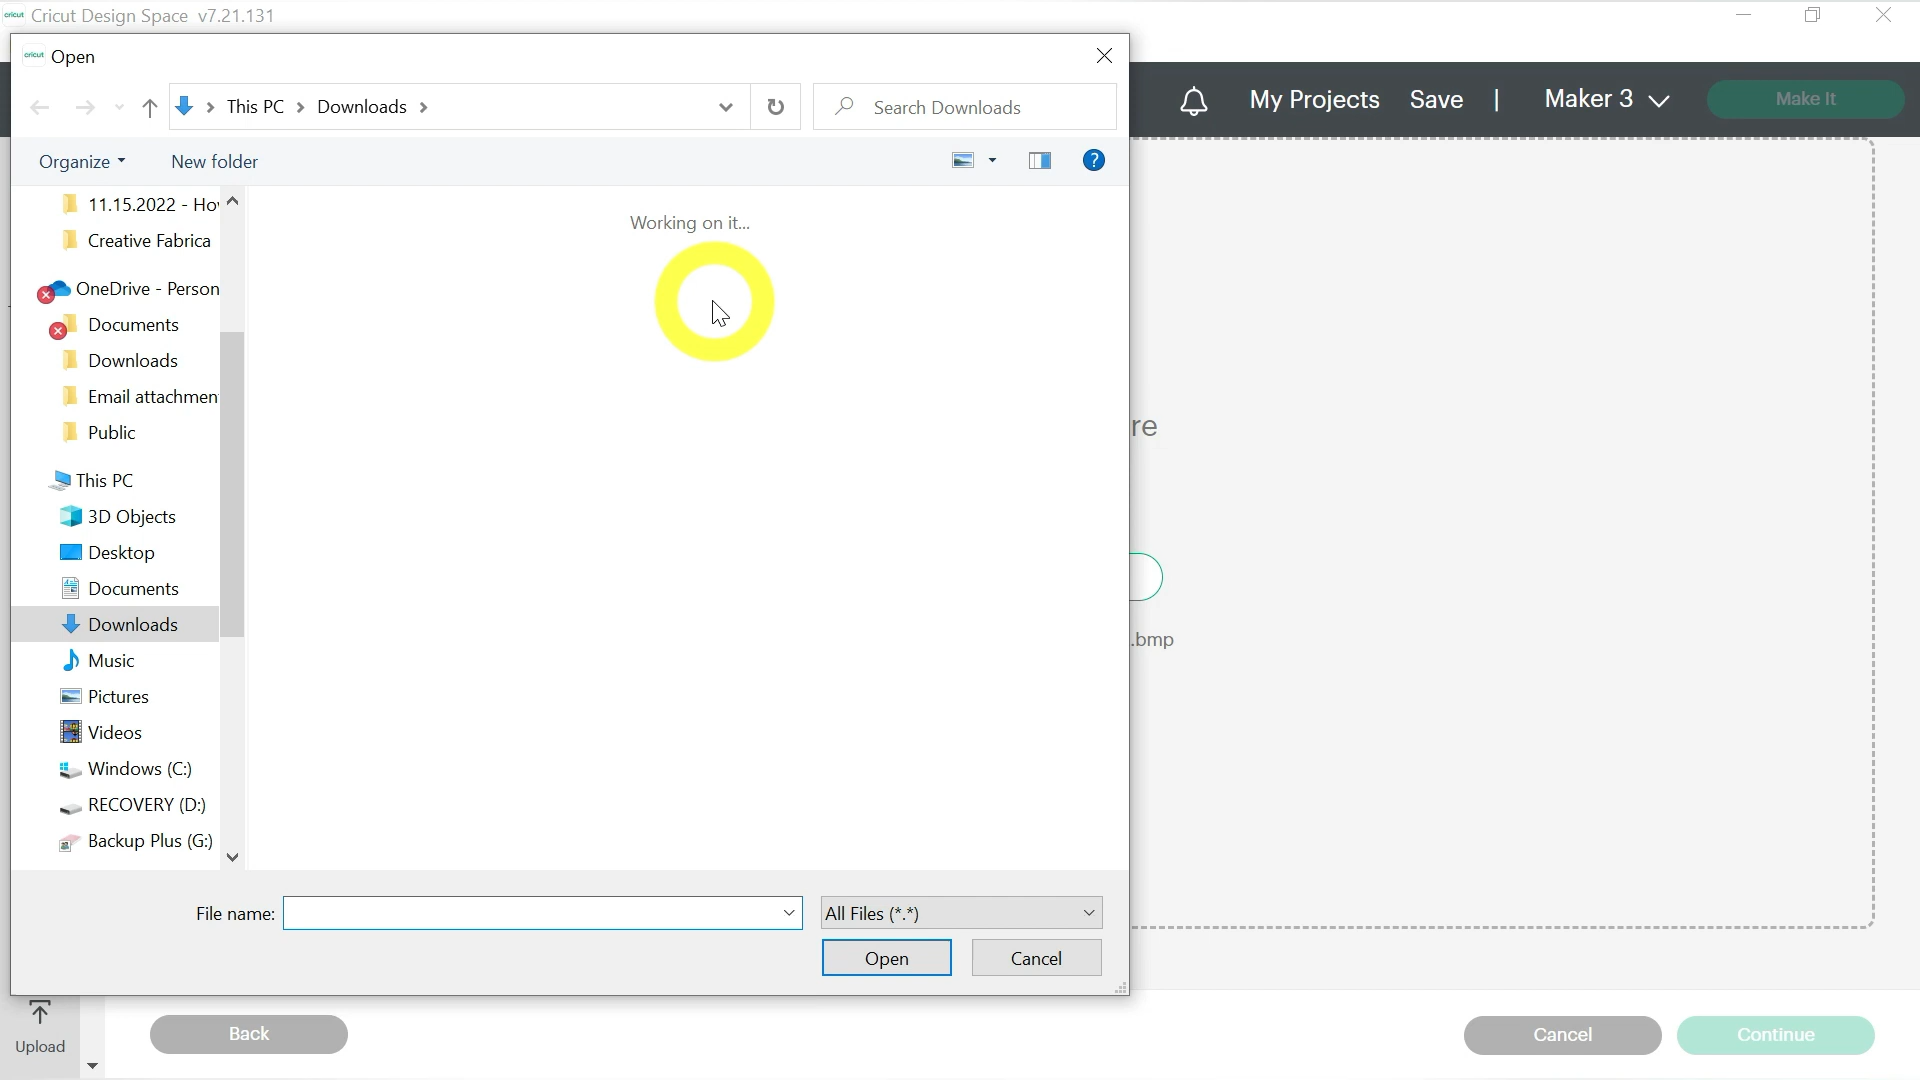 cricut Cricut Design Space v7.21.131
cricut Open
This PC > Downloads >
Search Downloads
My Projects Save | Maker 3 Make It
Organize New folder
?
11.15.2022 - Ho
Creative Fabrica
OneDrive - Person
Documents
Downloads
Email attachmen
Public
This PC
3D Objects
Desktop
Documents
Downloads
Music
Pictures
Videos
Windows (C:)
RECOVERY (D:)
Backup Plus (G:)
Working on it...
re
.bmp
File name: All Files (*.*)
Open Cancel
Upload
Back Cancel Continue